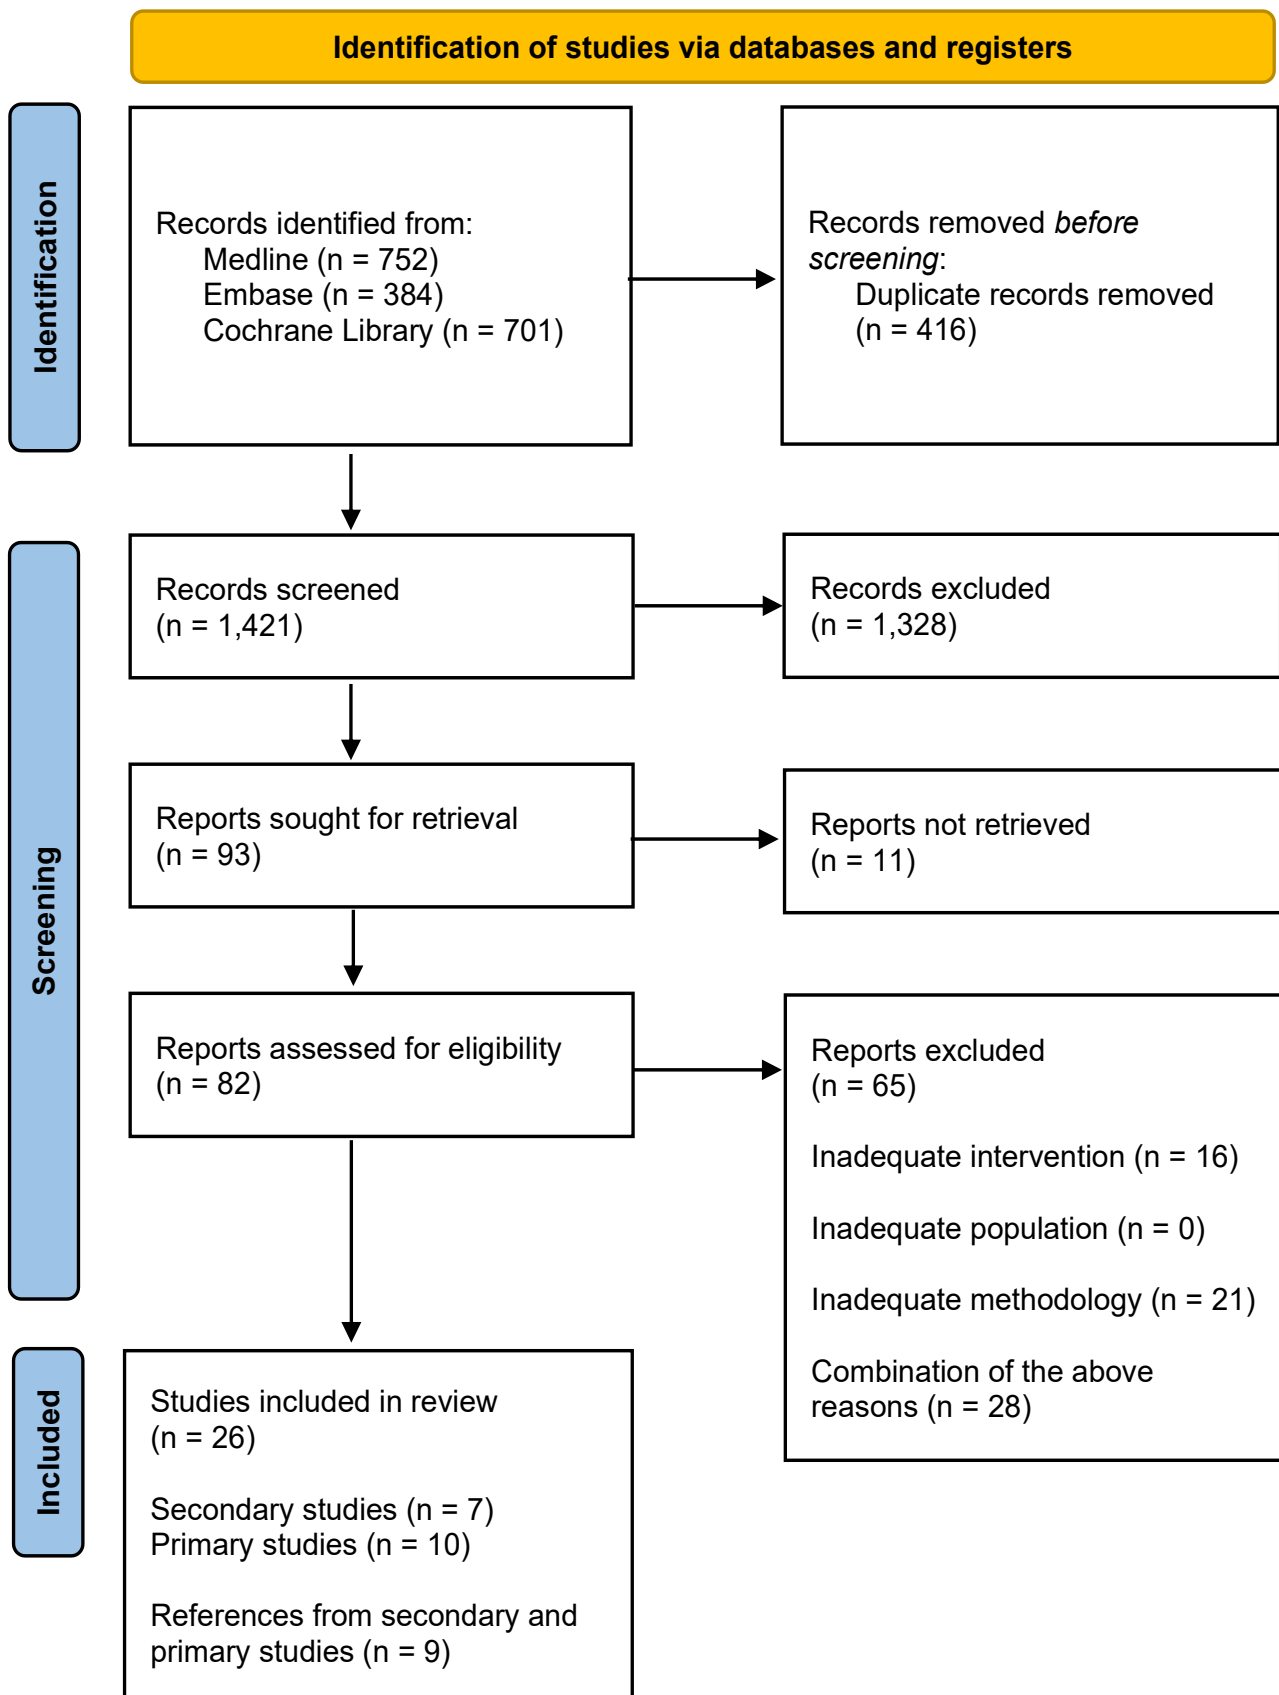 Identification of studies via databases and registers
Identification
Records identified from:
Medline (n = 752)
Embase (n = 384)
Cochrane Library (n = 701)
Records removed before
screening:
Duplicate records removed
(n = 416)
Screening
Records screened
(n = 1,421)
Records excluded
(n = 1,328)
Reports sought for retrieval
(n = 93)
Reports not retrieved
(n = 11)
Reports assessed for eligibility
(n = 82)
Reports excluded
(n = 65)
Inadequate intervention (n = 16)
Inadequate population (n = 0)
Inadequate methodology (n = 21)
Combination of the above
reasons (n = 28)
Included
Studies included in review
(n = 26)
Secondary studies (n = 7)
Primary studies (n = 10)
References from secondary and
primary studies (n = 9)